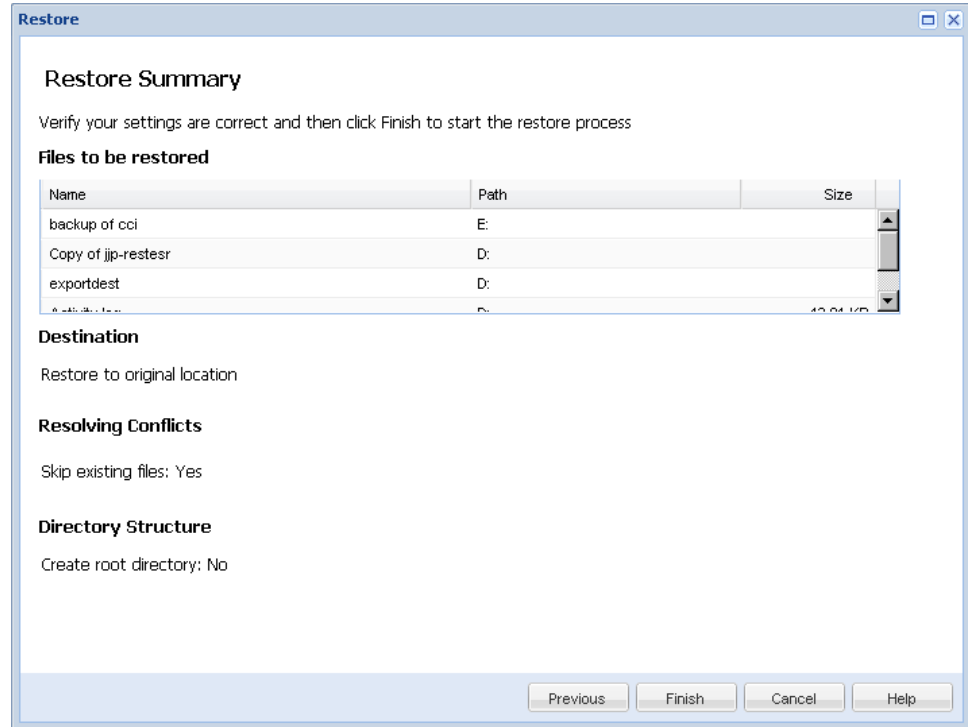 Restore
Restore Summary
Verify your settings are correct and then click Finish to start the restore process
Files to be restored
Name Path Size
backup of cci E:
Copy of jjp-restesr D:
exportdest D:
Destination
Restore to original location
Resolving Conflicts
Skip existing files: Yes
Directory Structure
Create root directory: No
Previous Finish Cancel Help